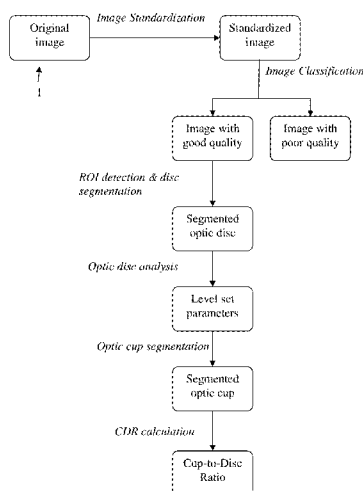 Image Standardization
Original
image
Standardized
image
Image Classification
1
Image with
good quality
Image with
poor quality
ROI detection & disc
segmentation
Segmented
optic disc
Optic disc analysis
Level set
parameters
Optic cup segmentation
Segmented
optic cup
CDR calculation
Cup-to-Disc
Ratio